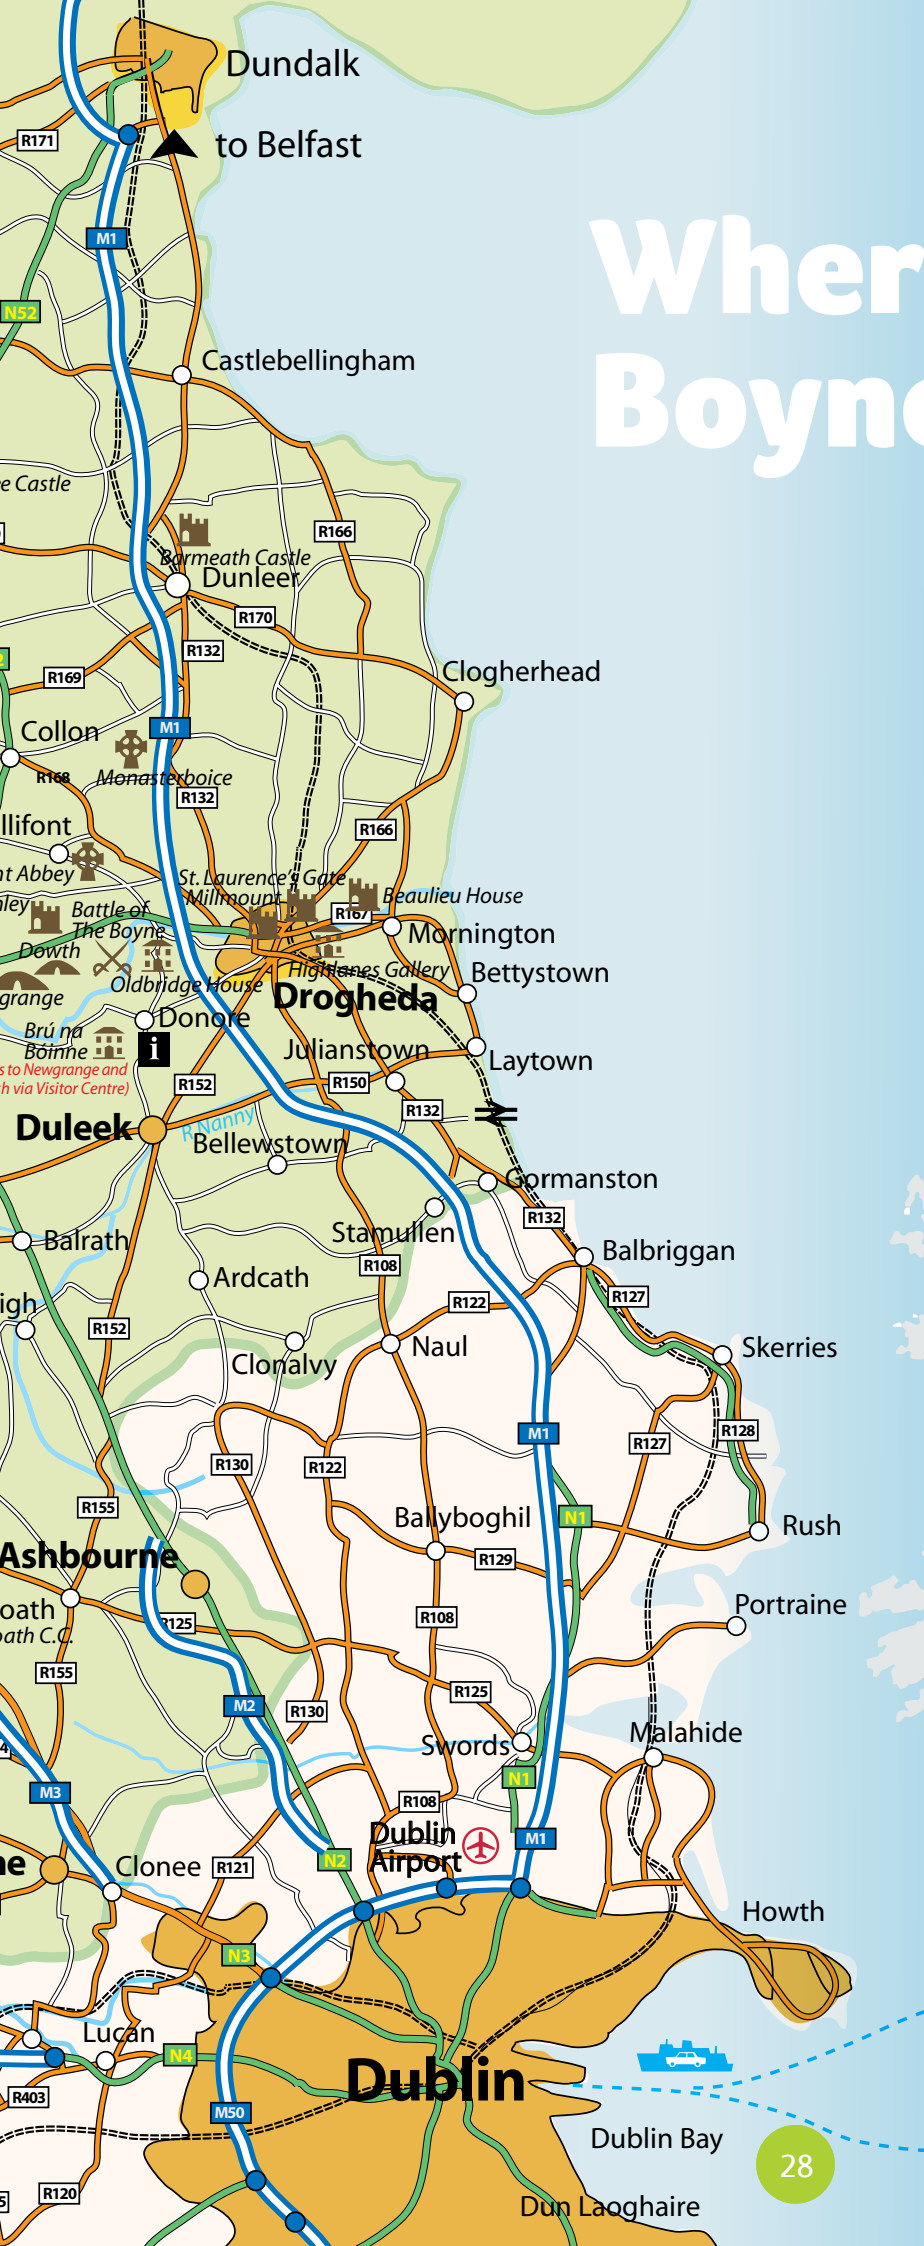 Dundalk
to Belfast
R171
M1
Wher
N52
Boyne
Castlebellingham
e Castle
R166
Barmeath Castle
Dunleer
R170
R132
R169
Clogherhead
M1
Collon
R168
Monasterboice
R132
llifont
R166
nt Abbey
St. Laurence's Gate
Millmount
Beaulieu House
nley
Battle of
The Boyne
R167
Mornington
Dowth
Highlanes Gallery
Bettystown
Oldbridge House
grange
Drogheda
Donore
Brú na
Bóinne
i
Julianstown
Laytown
s to Newgrange and
h via Visitor Centre)
R152
R150
R132
Duleek
R Nanny
Bellewstown
Gormanston
R132
Stamullen
Balrath
Balbriggan
R108
Ardcath
R127
igh
R122
R152
Naul
Skerries
Clonalvy
M1
R128
R127
R130
R122
R155
Ballyboghil
N1
Rush
Ashbourne
R129
oath
Portraine
R108
R125
oath C.C.
R155
R125
M2
R130
Malahide
Swords
4
N1
M3
R108
Dublin
Airport
M1
N2
ne
Clonee
R121
Howth
N3
Lucan
N4
Dublin
R403
M50
Dublin Bay
28
R120
5
Dun Laoghaire